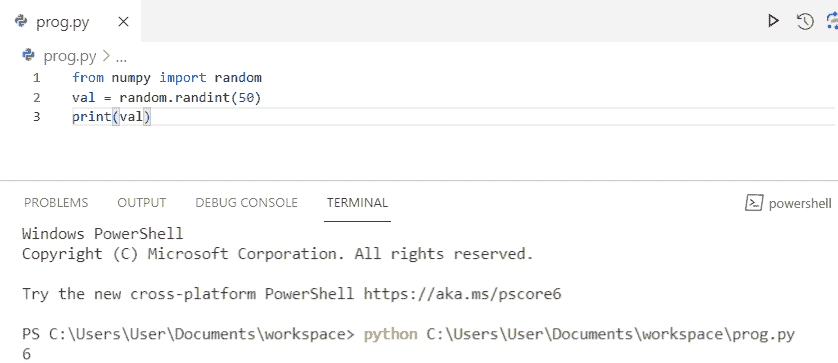 prog.py
prog.py > ...
1 from numpy import random
2 val = random.randint(50)
3 print(val)
PROBLEMS OUTPUT DEBUG CONSOLE TERMINAL powershell
Windows PowerShell
Copyright (C) Microsoft Corporation. All rights reserved.
Try the new cross-platform PowerShell https://aka.ms/pscore6
PS C:\Users\User\Documents\workspace> python C:\Users\User\Documents\workspace\prog.py
6